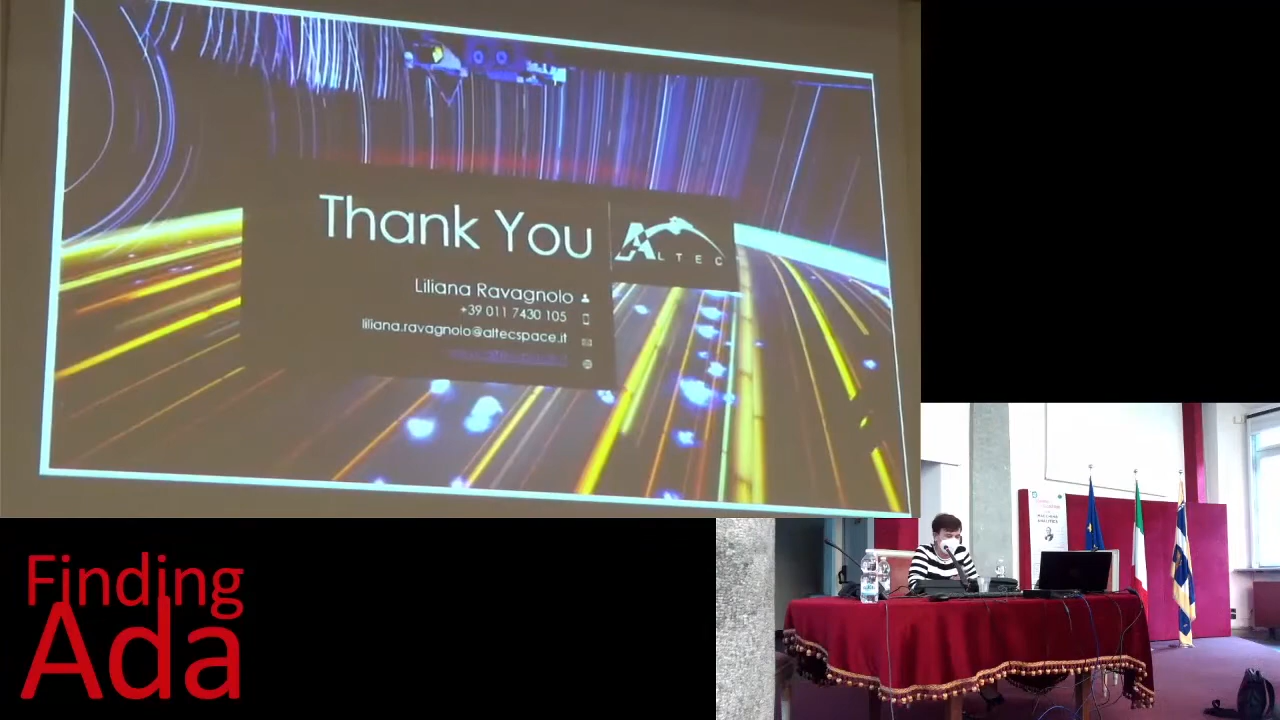 Thank You
ALTEC
Liliana Ravagnolo
+39 011 7430 105
liliana.ravagnolo@altecspace.it
Finding
Ada